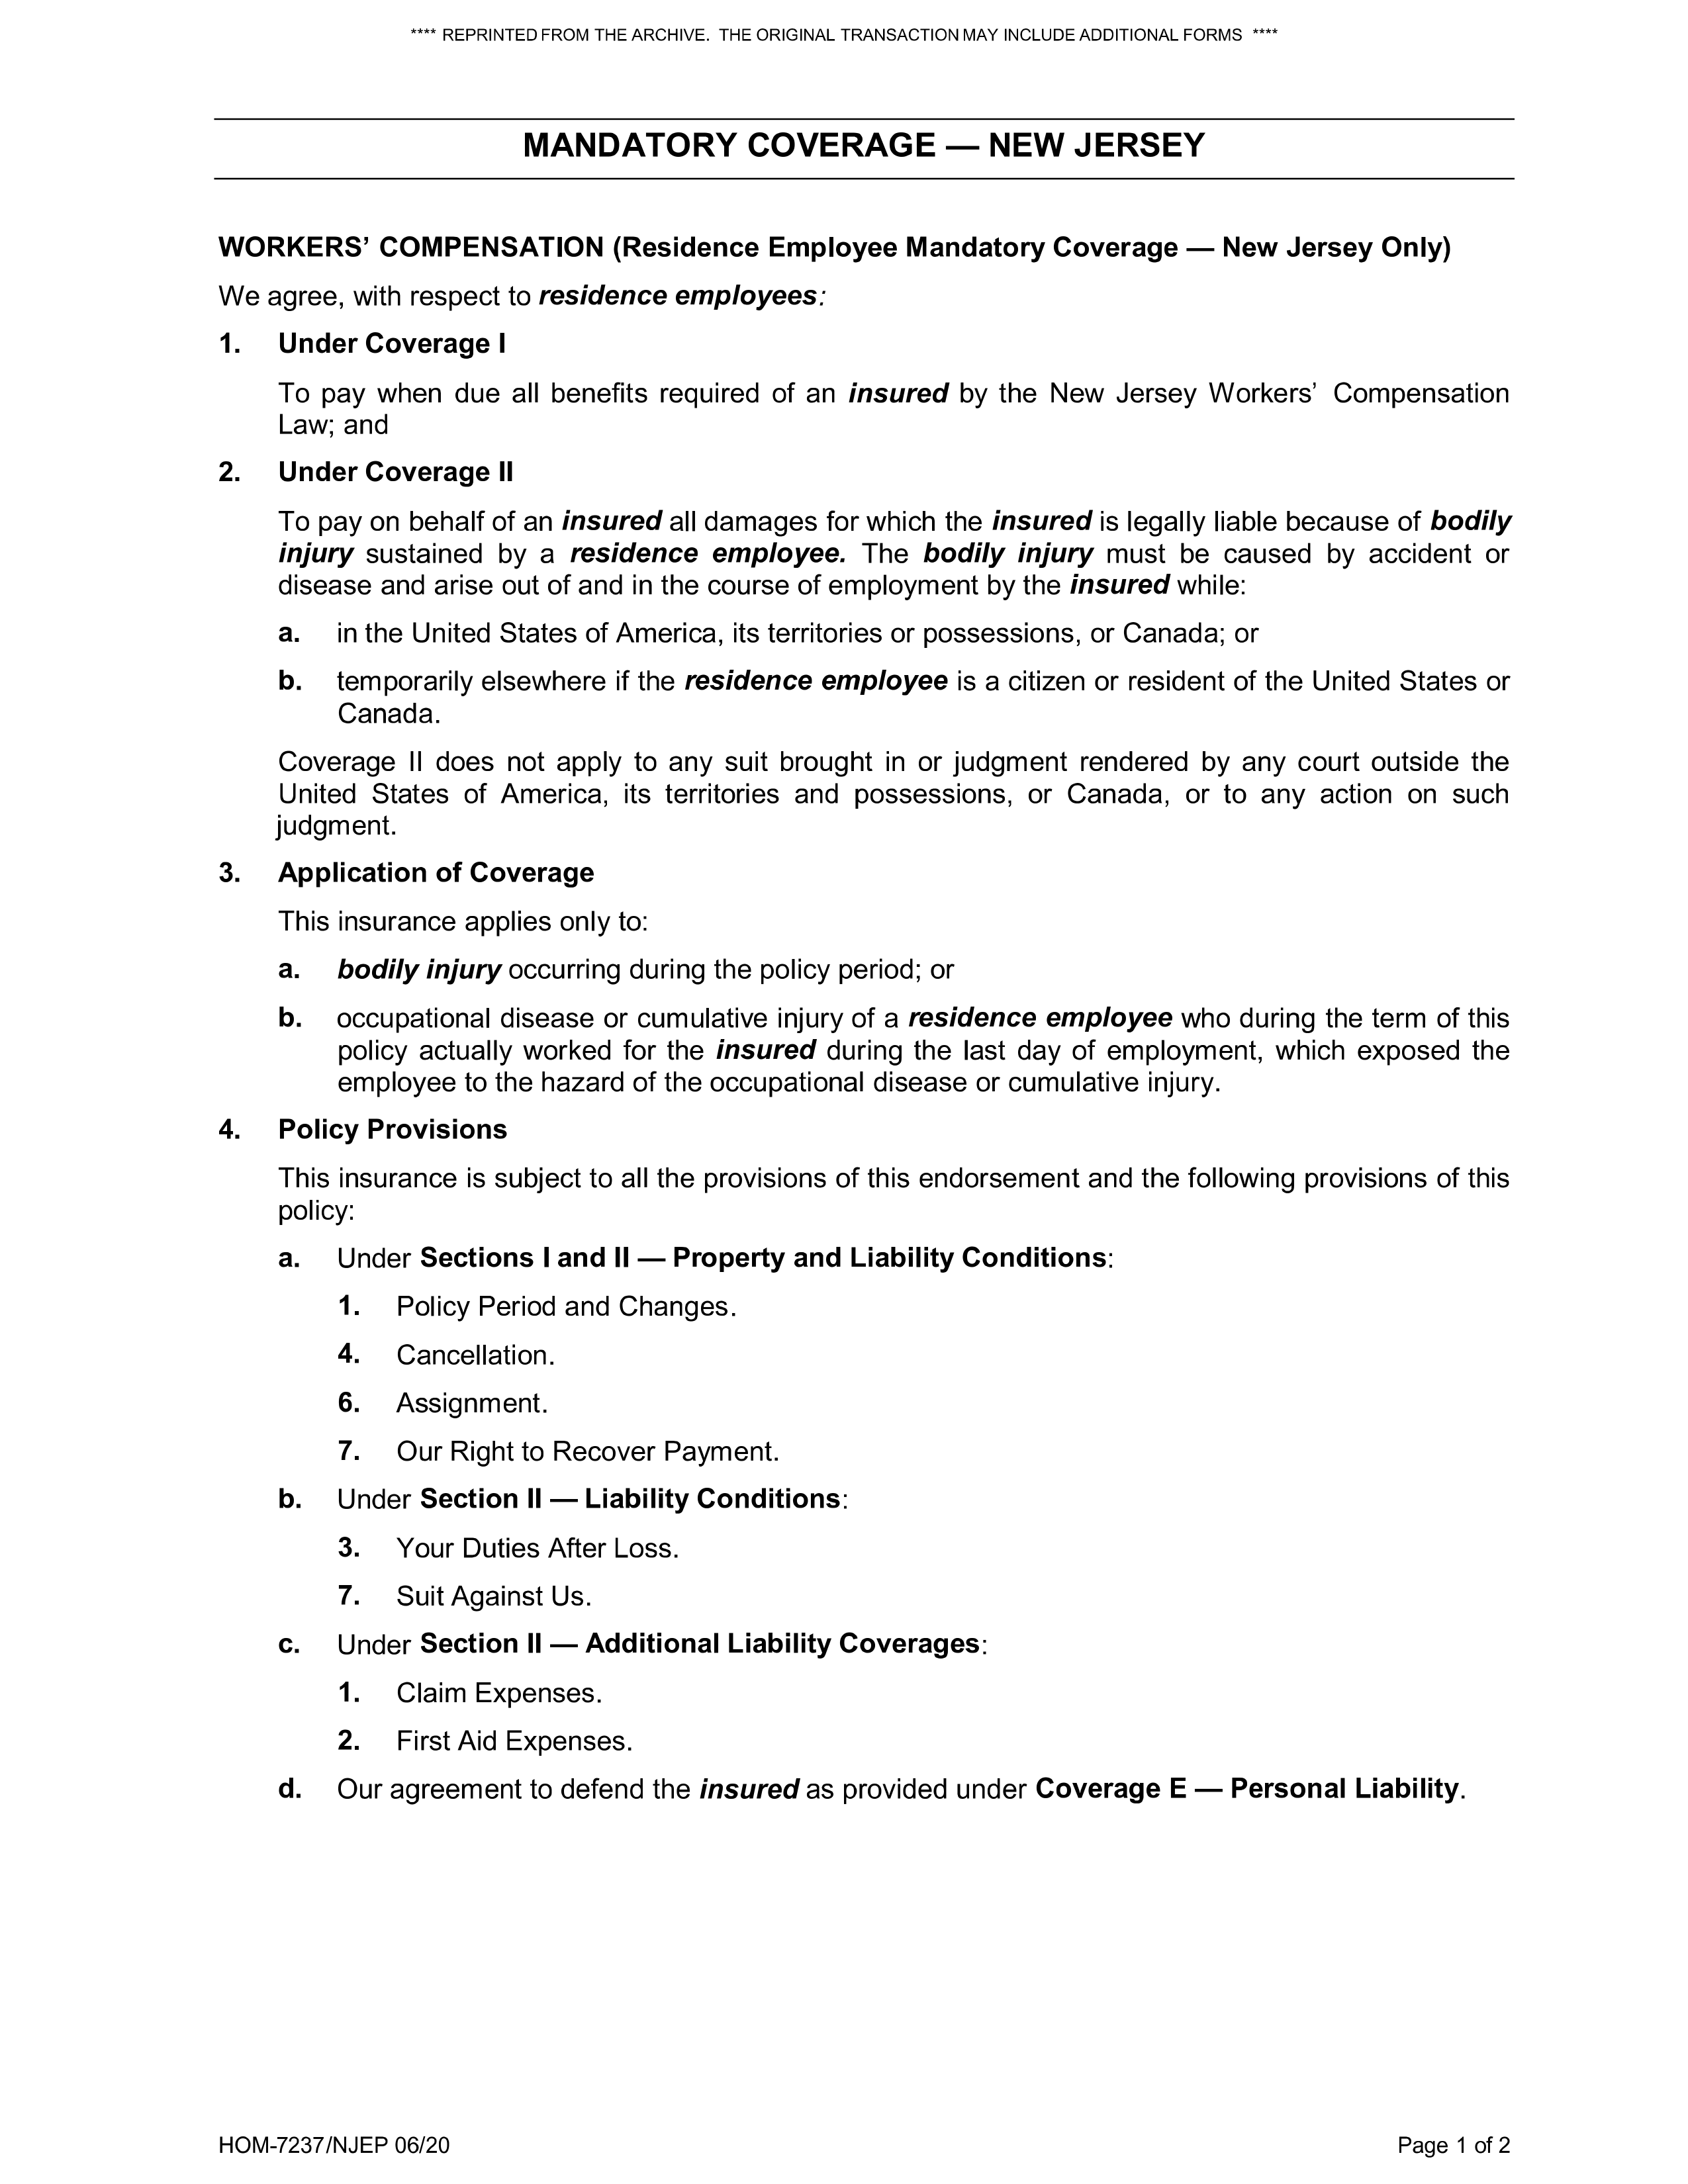 **** REPRINTED FROM THE ARCHIVE. THE ORIGINAL TRANSACTION MAY INCLUDE ADDITIONAL FORMS ****
MANDATORY COVERAGE — NEW JERSEY
WORKERS’ COMPENSATION (Residence Employee Mandatory Coverage — New Jersey Only)
We agree, with respect to residence employees:
1. Under Coverage I
To pay when due all benefits required of an insured by the New Jersey Workers’ Compensation
Law; and
2. Under Coverage II
To pay on behalf of an insured all damages for which the insured is legally liable because of bodily
injury sustained by a residence employee. The bodily injury must be caused by accident or
disease and arise out of and in the course of employment by the insured while:
a. in the United States of America, its territories or possessions, or Canada; or
b. temporarily elsewhere if the residence employee is a citizen or resident of the United States or
Canada.
Coverage II does not apply to any suit brought in or judgment rendered by any court outside the
United States of America, its territories and possessions, or Canada, or to any action on such
judgment.
3. Application of Coverage
This insurance applies only to:
a. bodily injury occurring during the policy period; or
b. occupational disease or cumulative injury of a residence employee who during the term of this
policy actually worked for the insured during the last day of employment, which exposed the
employee to the hazard of the occupational disease or cumulative injury.
4. Policy Provisions
This insurance is subject to all the provisions of this endorsement and the following provisions of this
policy:
a. Under Sections I and II — Property and Liability Conditions:
1. Policy Period and Changes.
4. Cancellation.
6. Assignment.
7. Our Right to Recover Payment.
b. Under Section II — Liability Conditions:
3. Your Duties After Loss.
7. Suit Against Us.
c. Under Section II — Additional Liability Coverages:
1. Claim Expenses.
2. First Aid Expenses.
d. Our agreement to defend the insured as provided under Coverage E — Personal Liability.
HOM-7237/NJEP 06/20
Page 1 of 2